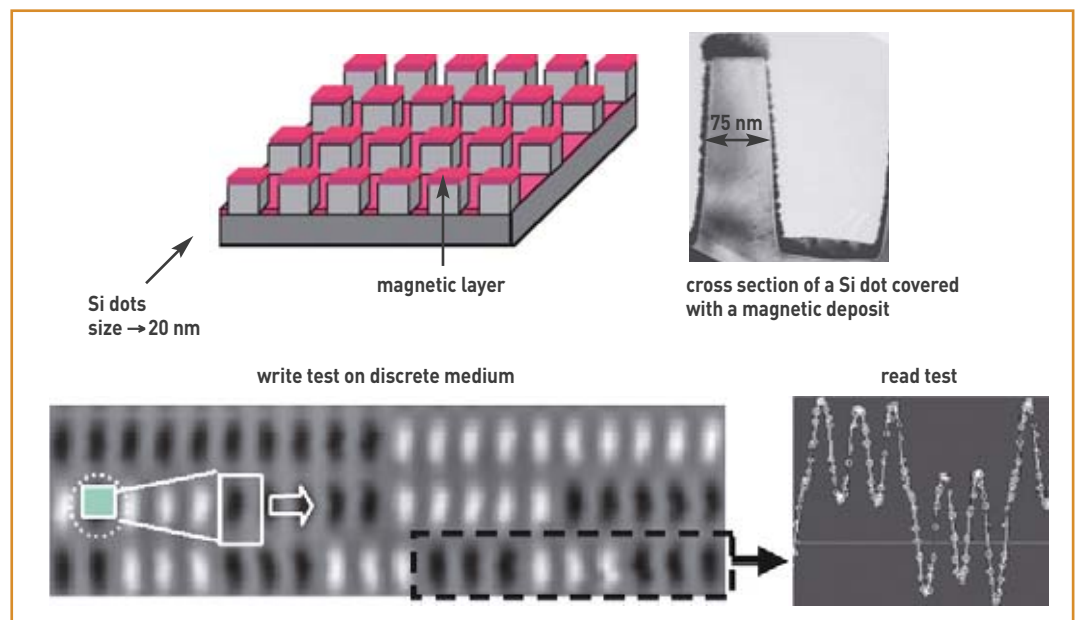 75 nm
magnetic layer
Si dots
size → 20 nm
cross section of a Si dot covered
with a magnetic deposit
write test on discrete medium
read test